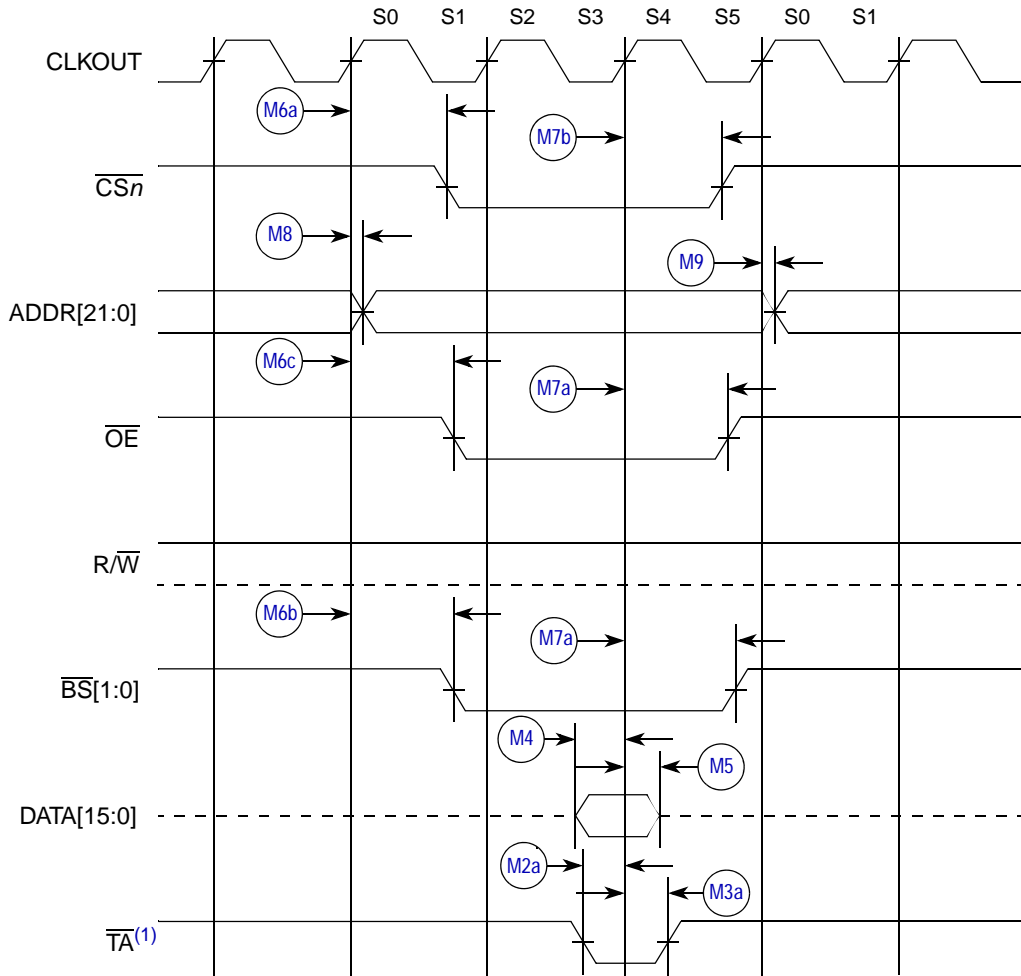 S0 S1 S2 S3 S4 S5 S0 S1
CLKOUT
M6a
M7b
CSn
M8
M9
ADDR[21:0]
M6c
M7a
OE
R/W
M6b
M7a
BS[1:0]
M4
M5
DATA[15:0]
M2a
M3a
TA(1)